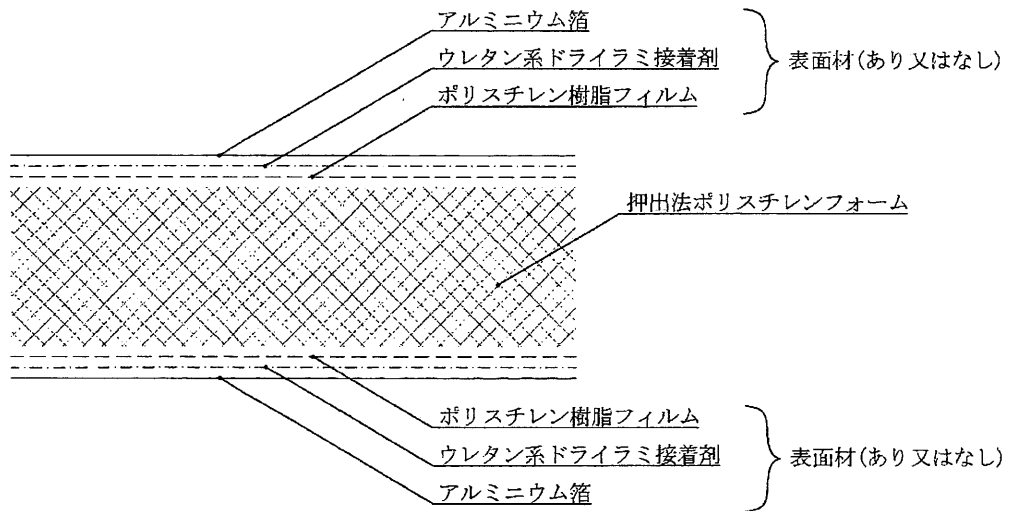 アルミニウム箔
ウレタン系ドライラミ接着剤
ポリスチレン樹脂フィルム
表面材(あり又はなし)
押出法ポリスチレンフォーム
ポリスチレン樹脂フィルム
ウレタン系ドライラミ接着剤
アルミニウム箔
表面材(あり又はなし)